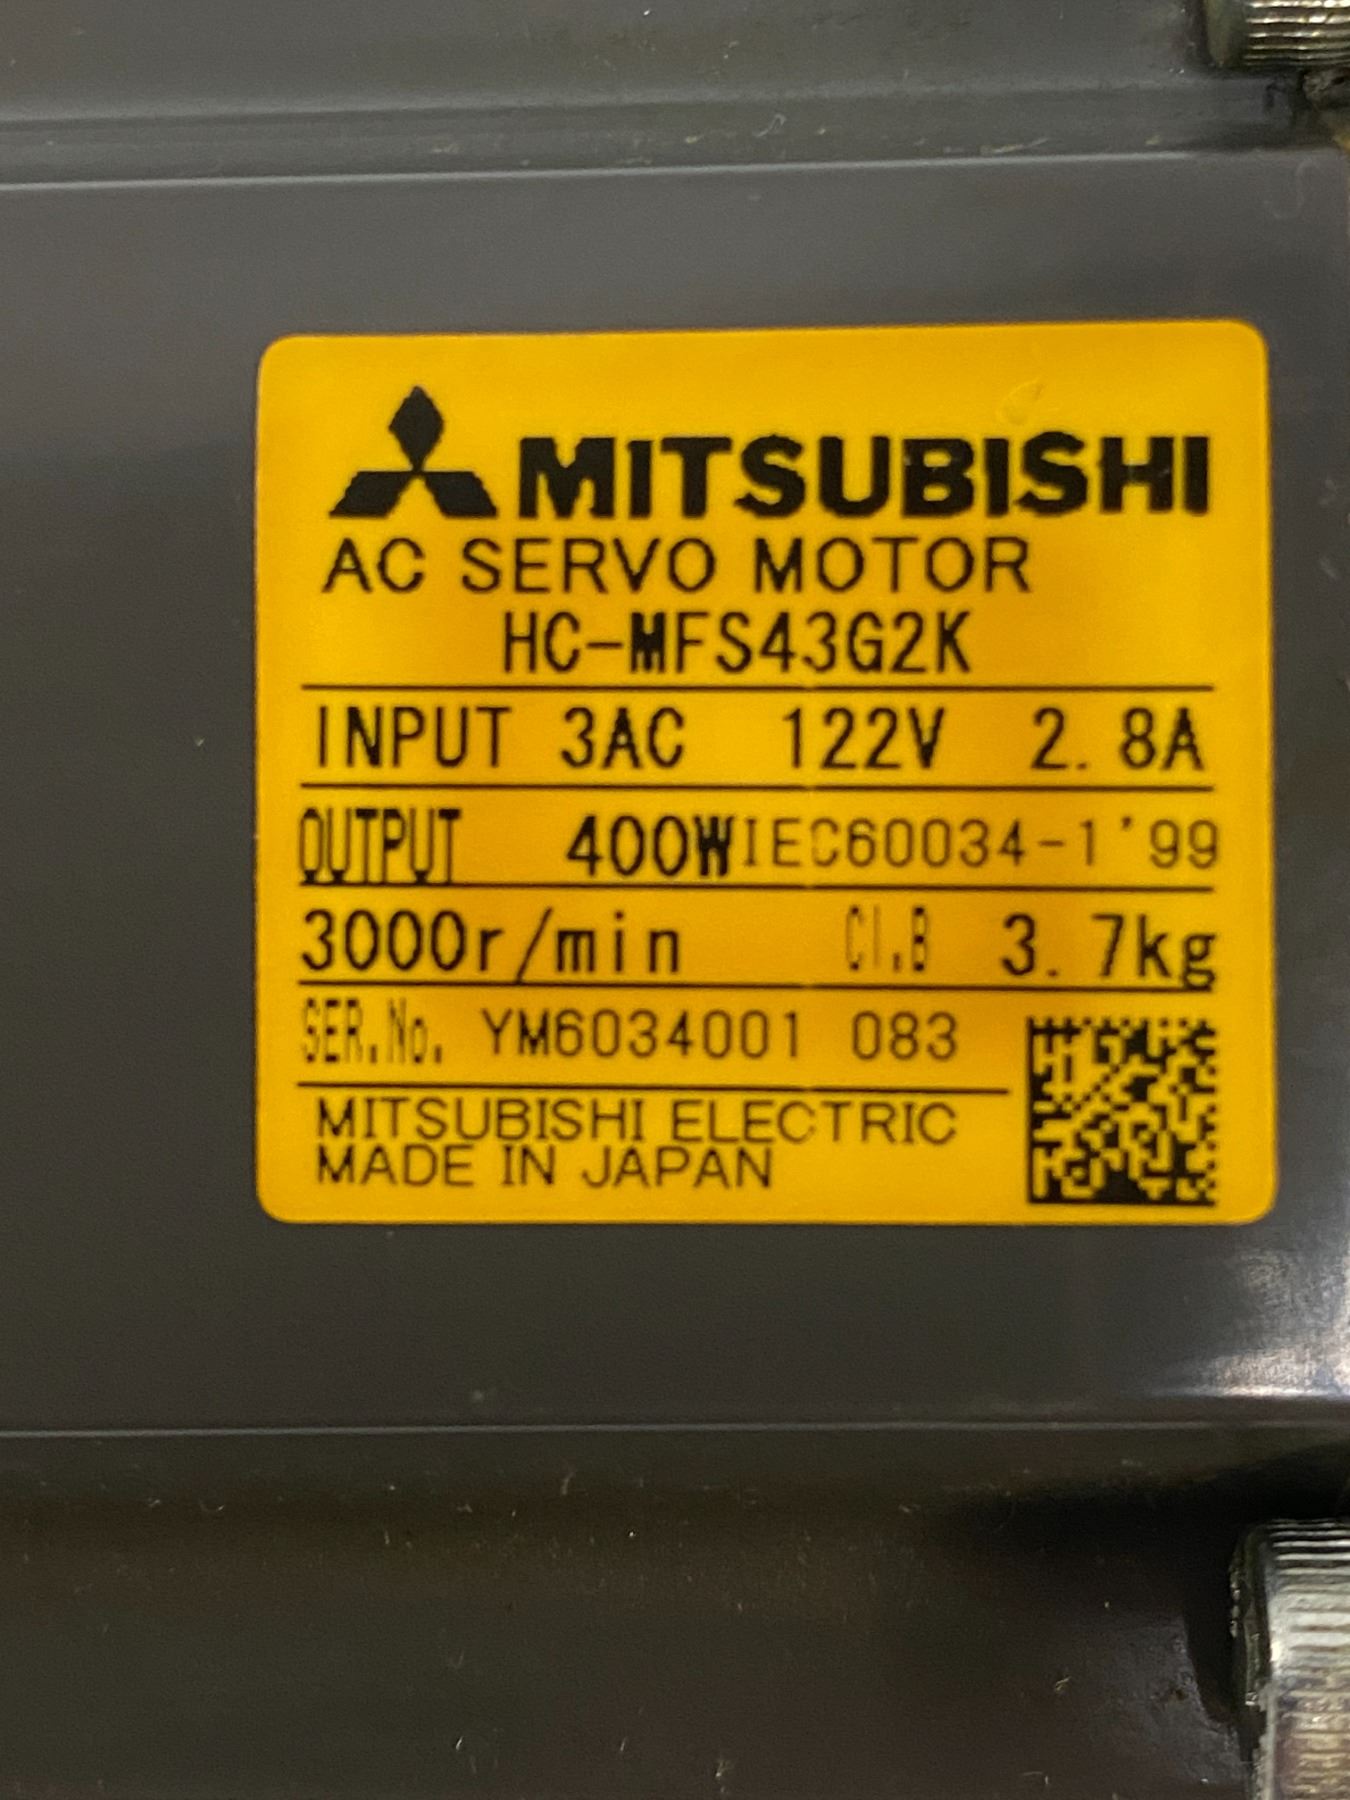 MITSUBISHI
AC SERVO MOTOR
HC-MFS43G2K
INPUT 3AC 122V 2.8A
OUTPUT 400W IEC60034-1'99
3000r/min CI.B 3.7kg
SER.No. YM6034001 083
MITSUBISHI ELECTRIC
MADE IN JAPAN